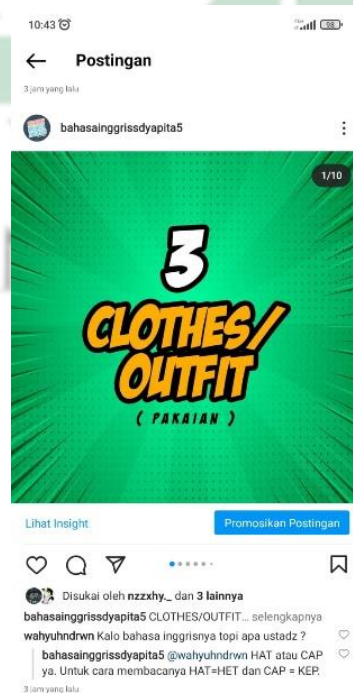 10:43
98
Postingan
3 jam yang lalu
bahasainggrissdyapita5
1/10
3
CLOTHES/
OUTFIT
( PAKAIAN )
Lihat Insight
Promosikan Postingan
Disukai oleh nzzxhy._ dan 3 lainnya
bahasainggrissdyapita5 CLOTHES/OUTFIT... selengkapnya
wahyuhndrwn Kalo bahasa inggrisnya topi apa ustadz ?
bahasainggrissdyapita5 @wahyuhndrwn HAT atau CAP
ya. Untuk cara membacanya HAT=HET dan CAP = KEP.
3 jam yang lalu